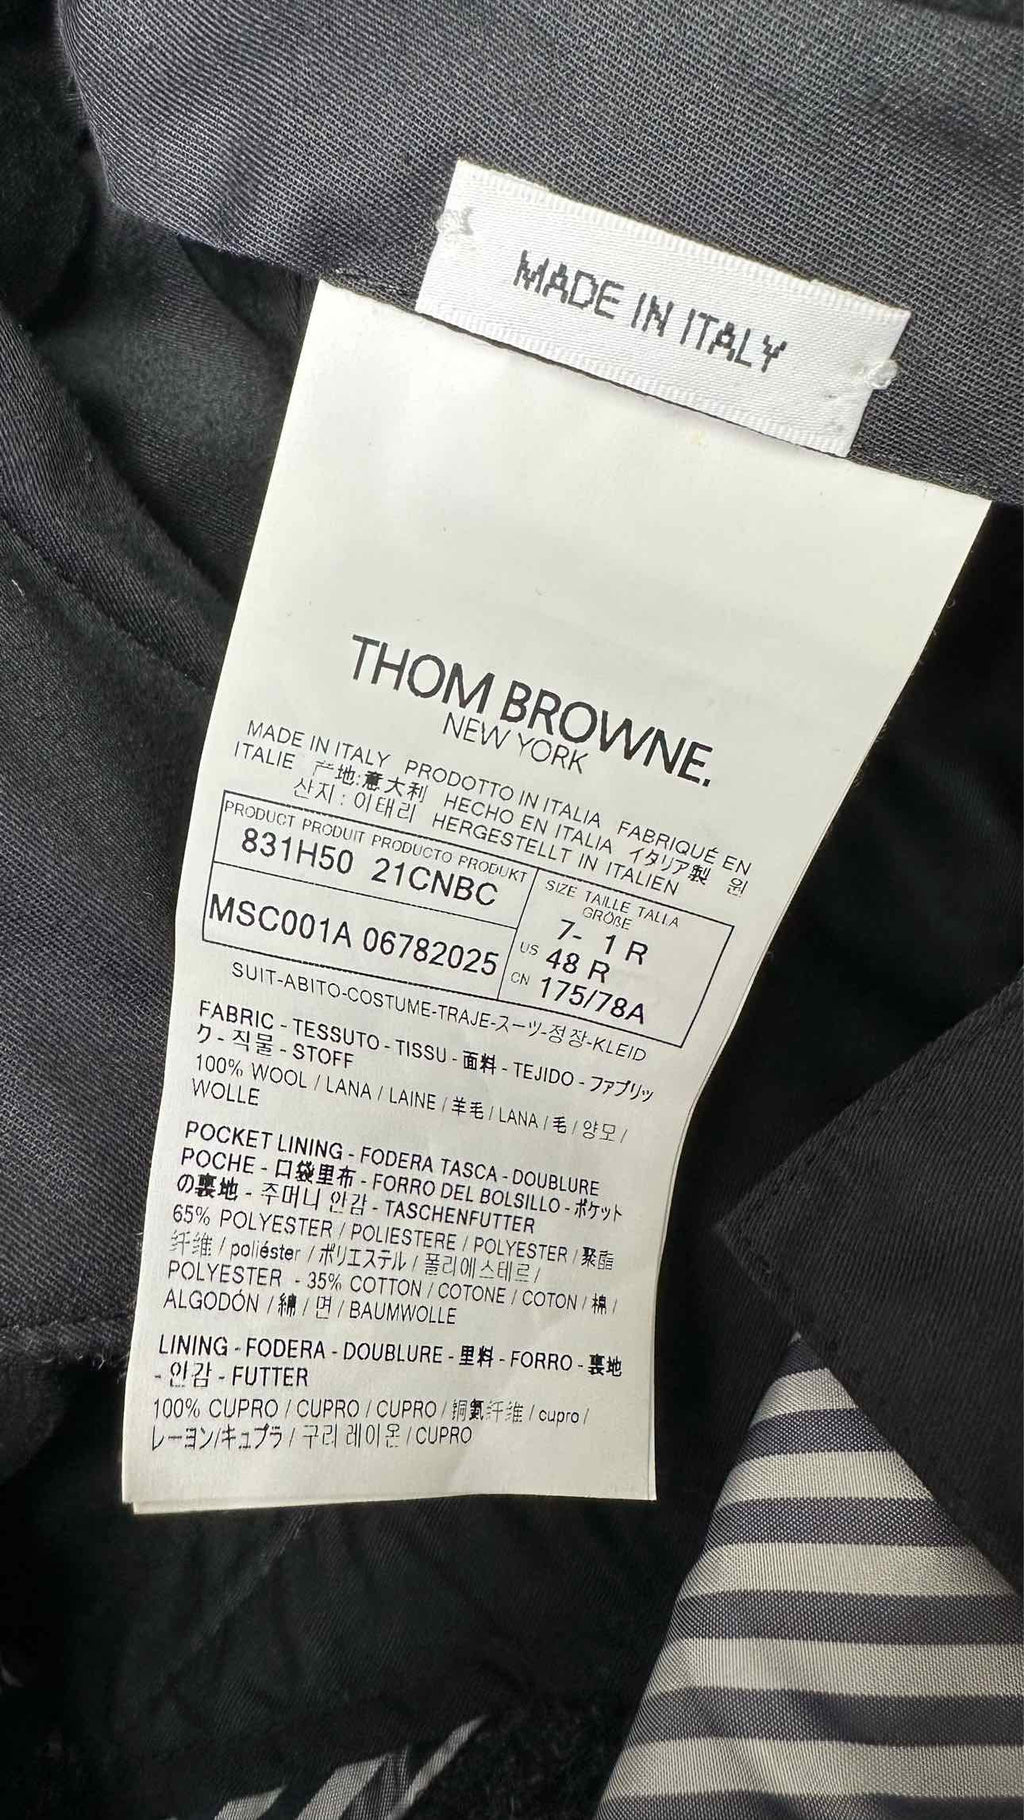 MADE IN ITALY
THOM BROWNE.
NEW YORK
MADE IN ITALY PRODOTTO IN ITALIA FABRIQUÉ EN
ITALIE 产地:意大利 HECHO EN ITALIA イタリア製 원
산지 : 이태리 HERGESTELLT IN ITALIEN
PRODUCT PRODUIT PRODUCTO PRODUKT
831H50 21CNBC
MSC001A 06782025
SIZE TAILLE TALLA
GRÖßE
7- 1 R
US 48 R
CN 175/78A
SUIT-ABITO-COSTUME-TRAJE-スーツ-정장-KLEID
FABRIC - TESSUTO - TISSU - 面料 - TEJIDO - ファブリッ
ク - 직물 - STOFF
100% WOOL / LANA / LAINE / 羊毛 / LANA / 毛 / 양모 /
WOLLE
POCKET LINING - FODERA TASCA - DOUBLURE
POCHE - 口袋里布 - FORRO DEL BOLSILLO - ポケット
の裏地 - 주머니 안감 - TASCHENFUTTER
65% POLYESTER / POLIESTERE / POLYESTER / 聚酯
纤维 / poliéster / ポリエステル / 폴리에스테르 /
POLYESTER - 35% COTTON / COTONE / COTON / 棉 /
ALGODÓN / 綿 / 면 / BAUMWOLLE
LINING - FODERA - DOUBLURE - 里料 - FORRO - 裏地
- 안감 - FUTTER
100% CUPRO / CUPRO / CUPRO / 铜氨纤维 / cupro /
レーヨン/キュプラ / 구리 레이온 / CUPRO